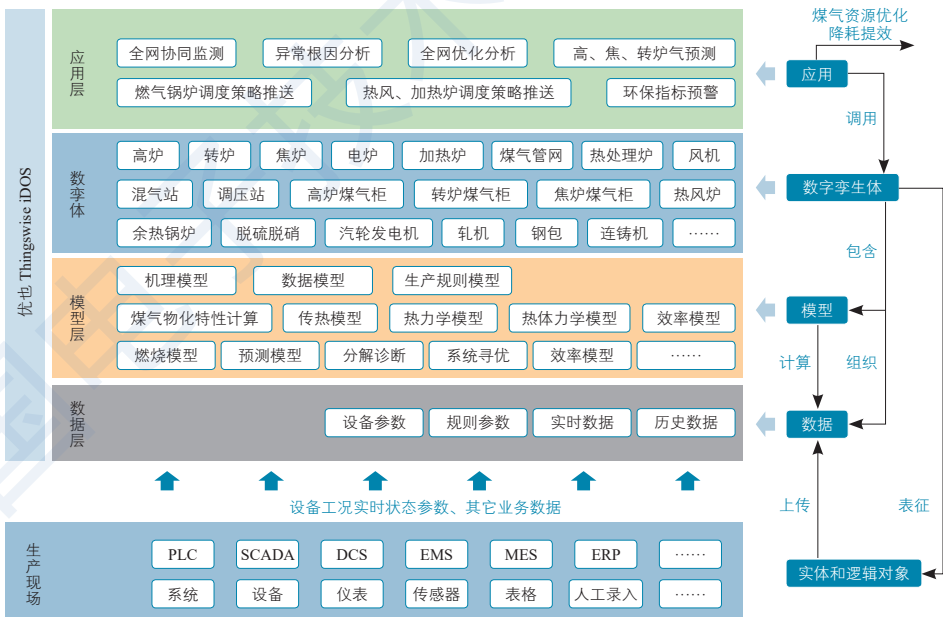 优也 Thingswise iDOS
应用层
全网协同监测 异常根因分析 全网优化分析 高、焦、转炉气预测
燃气锅炉调度策略推送 热风、加热炉调度策略推送 环保指标预警
数孪体
高炉 转炉 焦炉 电炉 加热炉 煤气管网 热处理炉 风机
混气站 调压站 高炉煤气柜 转炉煤气柜 焦炉煤气柜 热风炉
余热锅炉 脱硫脱硝 汽轮发电机 轧机 钢包 连铸机 ……
模型层
机理模型 数据模型 生产规则模型
煤气物化特性计算 传热模型 热力学模型 热体力学模型 效率模型
燃烧模型 预测模型 分解诊断 系统寻优 效率模型 ……
数据层
设备参数 规则参数 实时数据 历史数据
设备工况实时状态参数、其它业务数据
生产现场
PLC SCADA DCS EMS MES ERP ……
系统 设备 仪表 传感器 表格 人工录入 ……
煤气资源优化
降耗提效
应用
调用
数字孪生体
包含
模型
计算 组织
数据
上传 表征
实体和逻辑对象